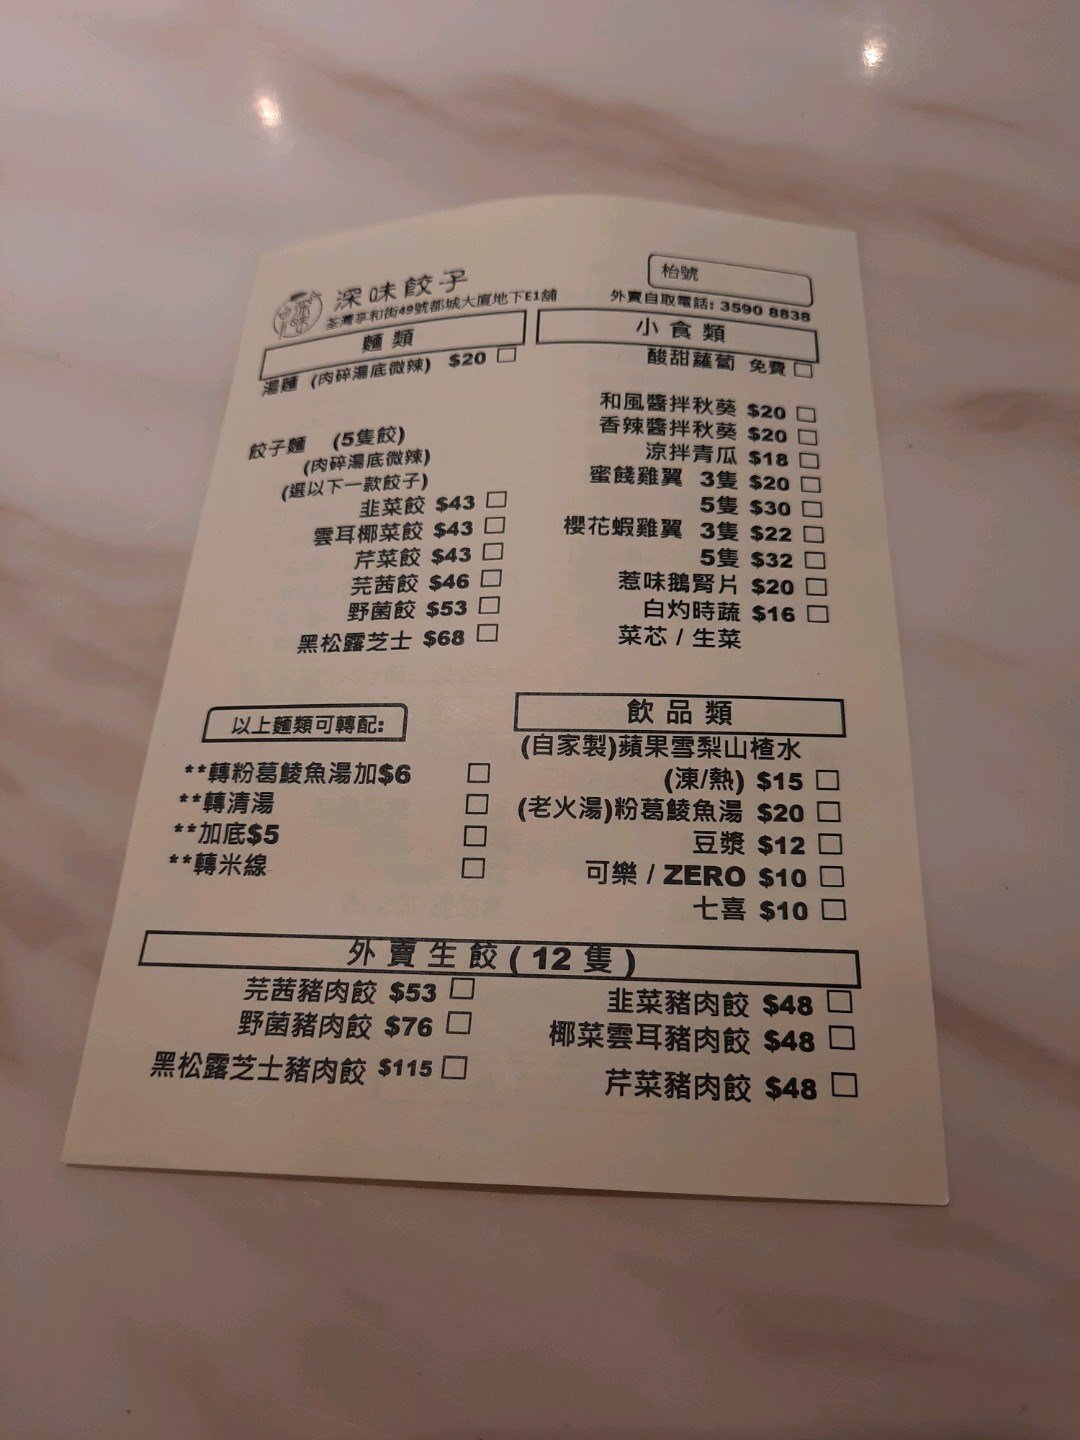 深味餃子
荃灣享和街49號都城大廈地下E1舖
枱號
外賣自取電話: 3590 8838
麵類
湯麵 (肉碎湯底微辣) $20 □
餃子麵 (5隻餃)
(肉碎湯底微辣)
(選以下一款餃子)
韭菜餃 $43 □
雲耳椰菜餃 $43 □
芹菜餃 $43 □
芫茜餃 $46 □
野菌餃 $53 □
黑松露芝士 $68 □
以上麵類可轉配:
**轉粉葛鯪魚湯加$6 □
**轉清湯 □
**加底$5 □
**轉米線 □
小食類
酸甜蘿蔔 免費 □
和風醬拌秋葵 $20 □
香辣醬拌秋葵 $20 □
涼拌青瓜 $18 □
蜜餞雞翼 3隻 $20 □
5隻 $30 □
櫻花蝦雞翼 3隻 $22 □
5隻 $32 □
惹味鵝腎片 $20 □
白灼時蔬 $16 □
菜芯 / 生菜
飲品類
(自家製)蘋果雪梨山楂水
(凍/熱) $15 □
(老火湯)粉葛鯪魚湯 $20 □
豆漿 $12 □
可樂 / ZERO $10 □
七喜 $10 □
外賣生餃(12隻)
芫茜豬肉餃 $53 □
野菌豬肉餃 $76 □
黑松露芝士豬肉餃 $115 □
韭菜豬肉餃 $48 □
椰菜雲耳豬肉餃 $48 □
芹菜豬肉餃 $48 □